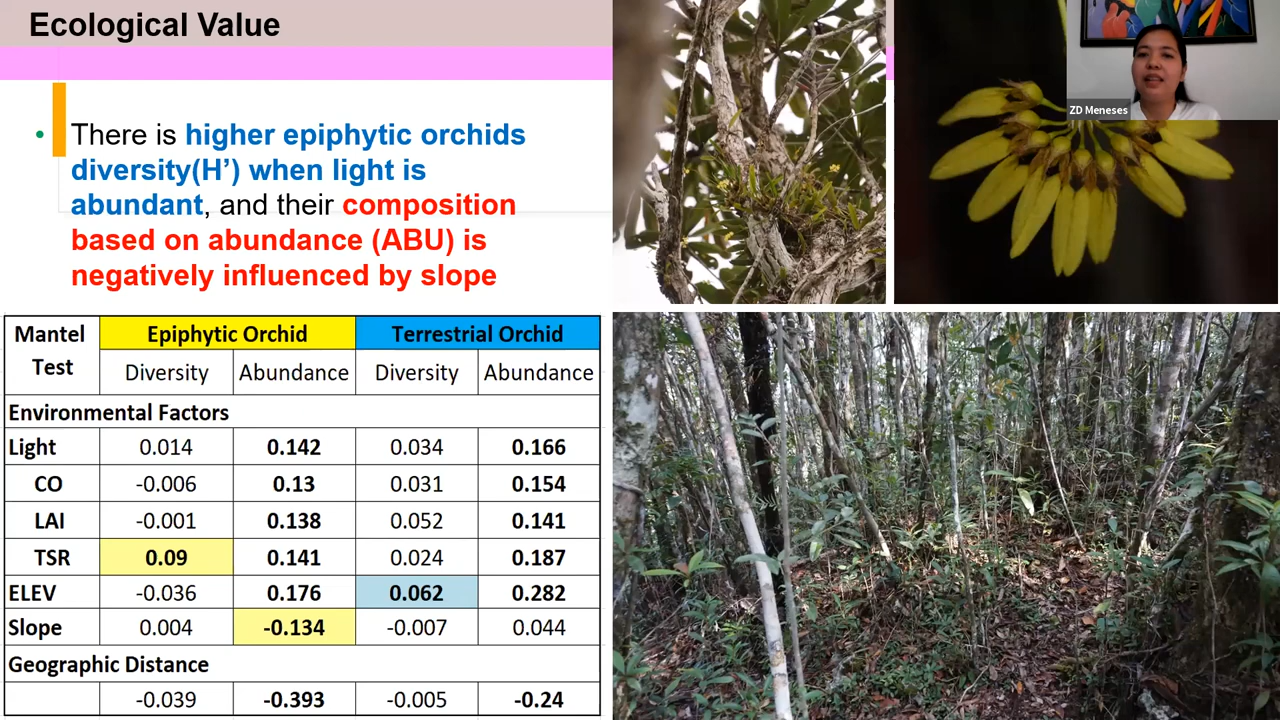 Ecological Value
• There is higher epiphytic orchids
diversity(H’) when light is
abundant, and their composition
based on abundance (ABU) is
negatively influenced by slope
ZD Meneses
Mantel Test Epiphytic Orchid Terrestrial Orchid
Diversity Abundance Diversity Abundance
Environmental Factors
Light 0.014 0.142 0.034 0.166
CO -0.006 0.13 0.031 0.154
LAI -0.001 0.138 0.052 0.141
TSR 0.09 0.141 0.024 0.187
ELEV -0.036 0.176 0.062 0.282
Slope 0.004 -0.134 -0.007 0.044
Geographic Distance
-0.039 -0.393 -0.005 -0.24